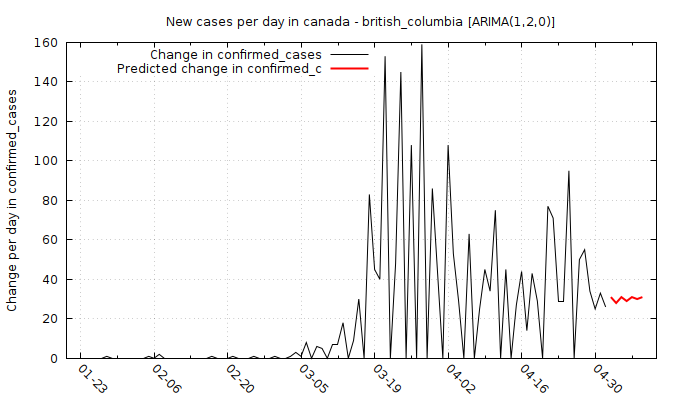 New cases per day in canada - british_columbia [ARIMA(1,2,0)]
Change in confirmed_cases
Predicted change in confirmed_c
Change per day in confirmed_cases
160
140
120
100
80
60
40
20
0
01-23 02-06 02-20 03-05 03-19 04-02 04-16 04-30